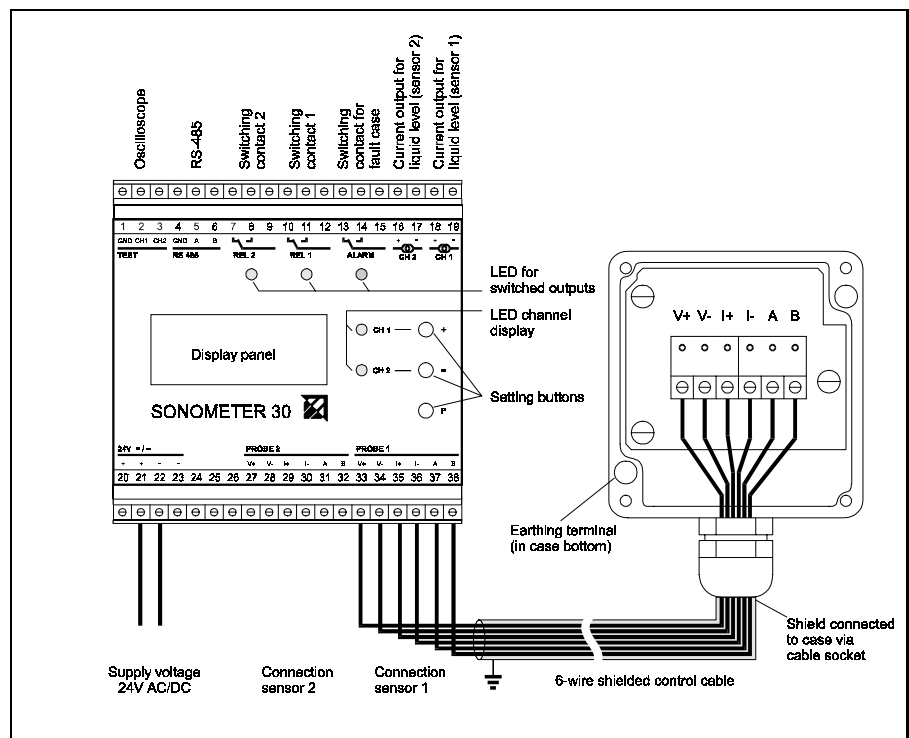 Oscilloscope
RS-485
Switching
contact 2
Switching
contact 1
Switching
contact for
fault case
Current output for
liquid level (sensor 2)
Current output for
liquid level (sensor 1)
1 2 3 4 5 6 7 8 9 10 11 12 13 14 15 16 17 18 19
GND CH1 CH2 GND A B + - + -
TEST RS 485 REL 2 REL 1 ALARM CH 2 CH 1
LED for
switched outputs
LED channel
display
CH 1 +
CH 2 -
P
Setting buttons
Display panel
SONOMETER 30
24V = / ~ PROBE 2 PROBE 1
+ + - - V+ V- I+ I- A B V+ V- I+ I- A B
20 21 22 23 24 25 26 27 28 29 30 31 32 33 34 35 36 37 38
V+ V- I+ I- A B
Earthing terminal
(in case bottom)
Shield connected
to case via
cable socket
Supply voltage
24V AC/DC
Connection
sensor 2
Connection
sensor 1
6-wire shielded control cable